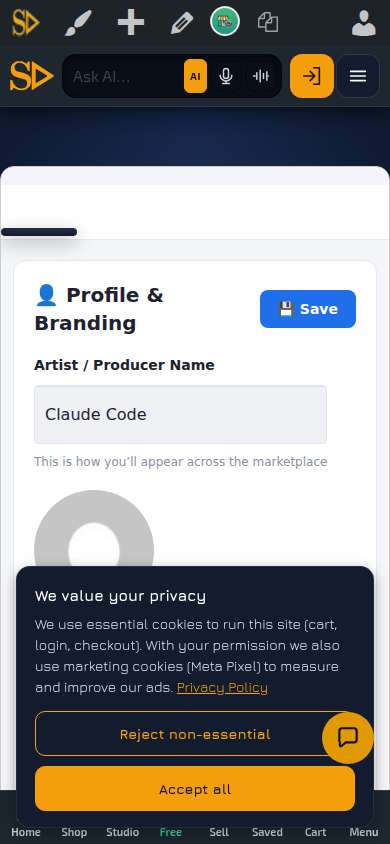 SD
Ask AI...
AI
👤 Profile &
Branding
💾 Save
Artist / Producer Name
Claude Code
This is how you'll appear across the marketplace
We value your privacy
We use essential cookies to run this site (cart,
login, checkout). With your permission we also
use marketing cookies (Meta Pixel) to measure
and improve our ads. Privacy Policy
Reject non-essential
Accept all
Home Shop Studio Free Sell Saved Cart Menu